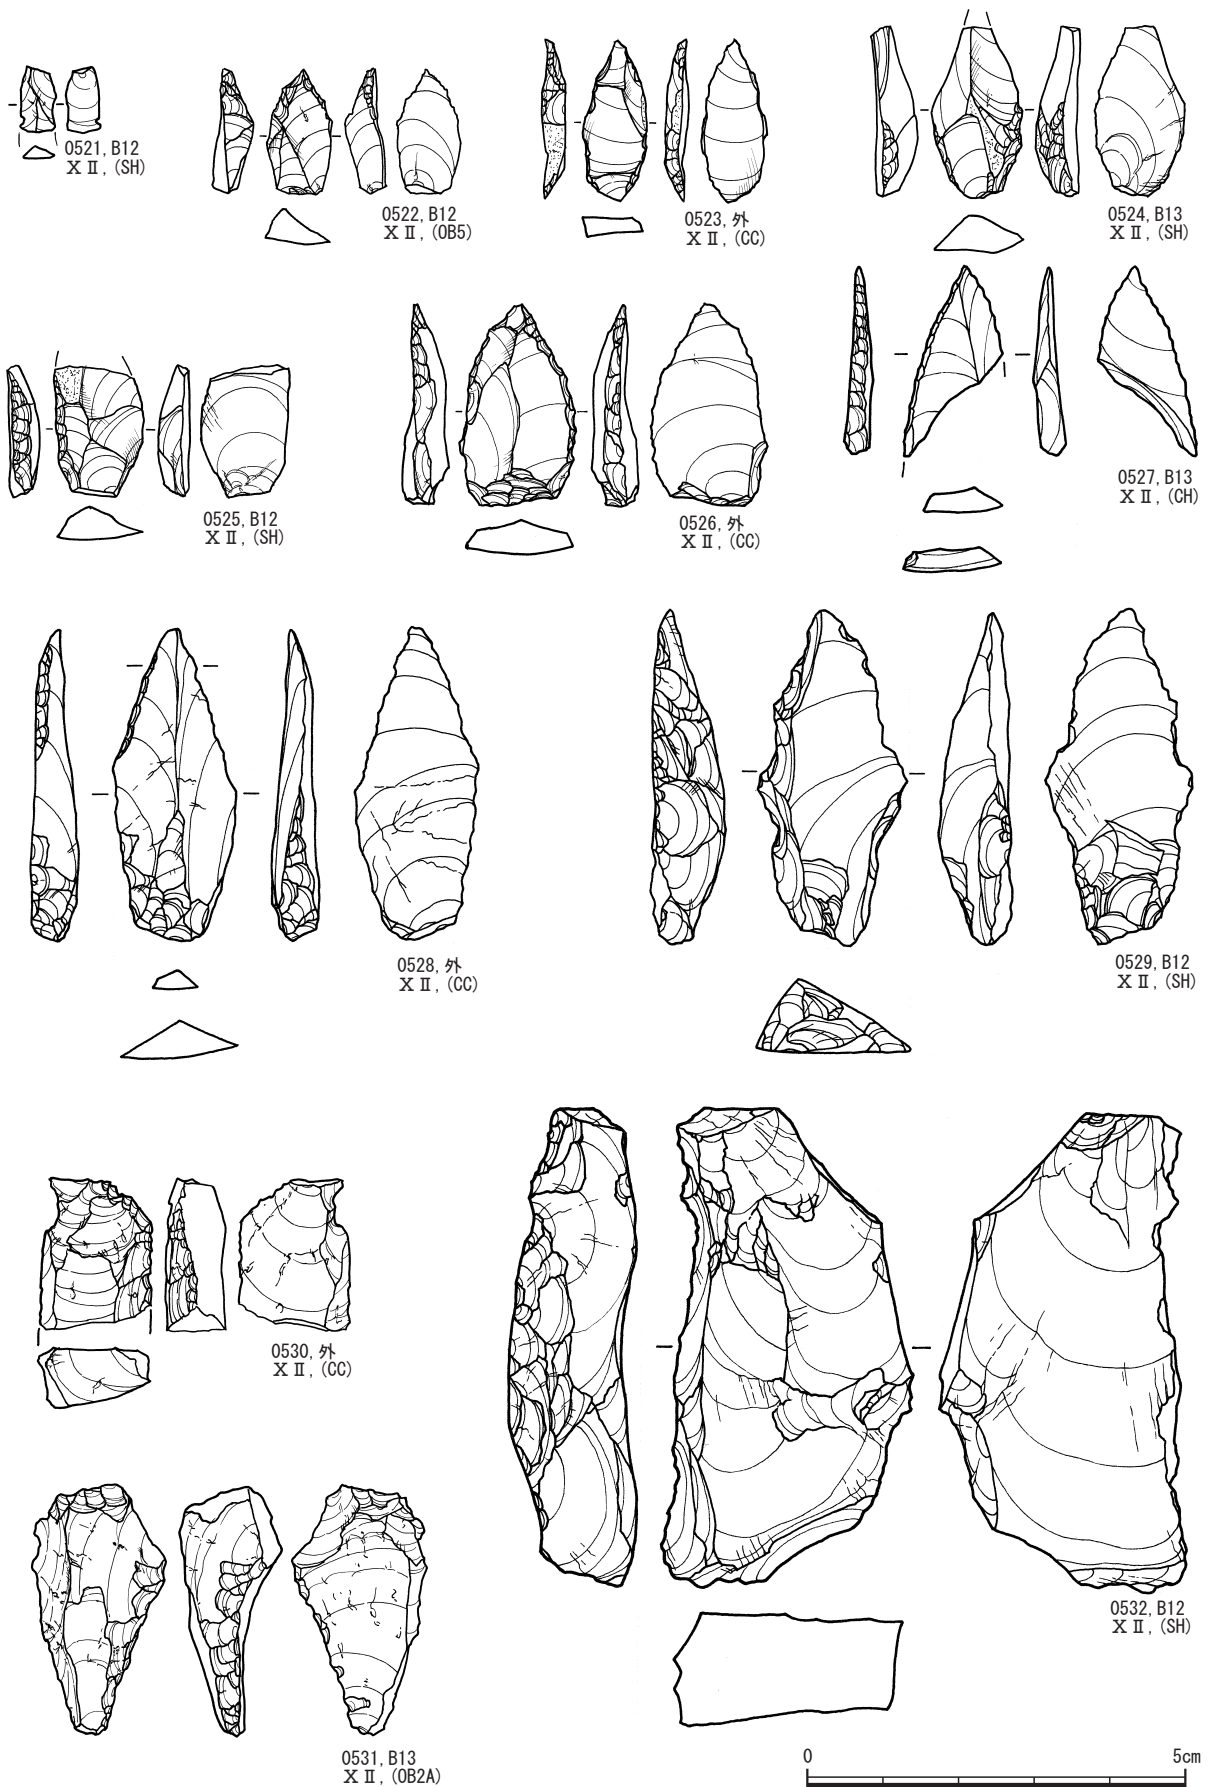 0521, B12
X Ⅱ, (SH)
0522, B12
X Ⅱ, (OB5)
0523, 外
X Ⅱ, (CC)
0524, B13
X Ⅱ, (SH)
0525, B12
X Ⅱ, (SH)
0526, 外
X Ⅱ, (CC)
0527, B13
X Ⅱ, (CH)
0528, 外
X Ⅱ, (CC)
0529, B12
X Ⅱ, (SH)
0530, 外
X Ⅱ, (CC)
0531, B13
X Ⅱ, (OB2A)
0532, B12
X Ⅱ, (SH)
0 5cm